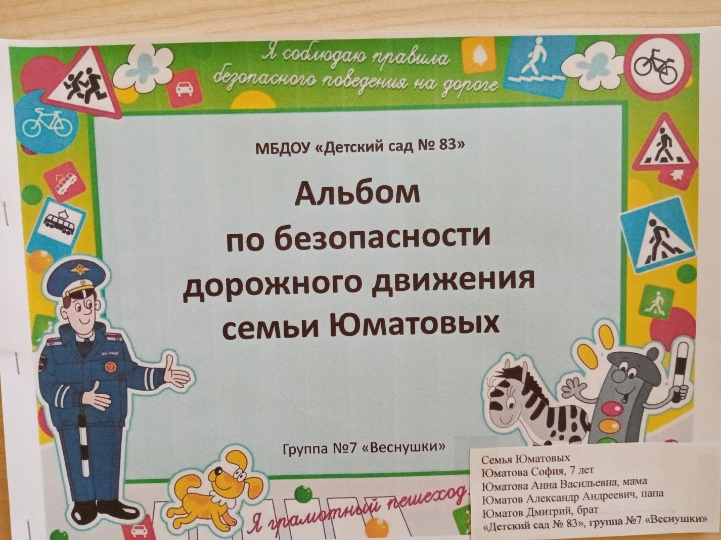 Я соблюдаю правила
безопасного поведения на дороге
МБДОУ «Детский сад № 83»
Альбом
по безопасности
дорожного движения
семьи Юматовых
Группа №7 «Веснушки»
Я грамотный пешеход
Семья Юматовых
Юматова София, 7 лет
Юматова Анна Васильевна, мама
Юматов Александр Андреевич, папа
Юматов Дмитрий, брат
«Детский сад № 83», группа №7 «Веснушки»